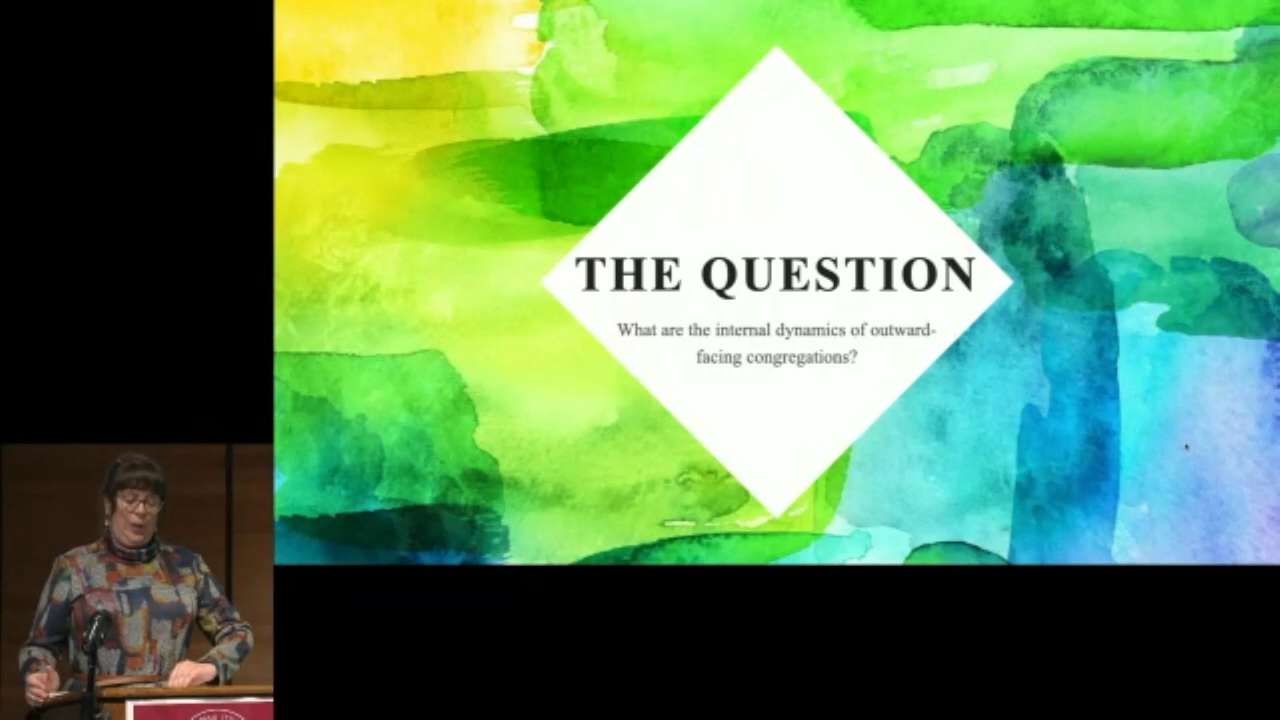 THE QUESTION
What are the internal dynamics of outward-
facing congregations?